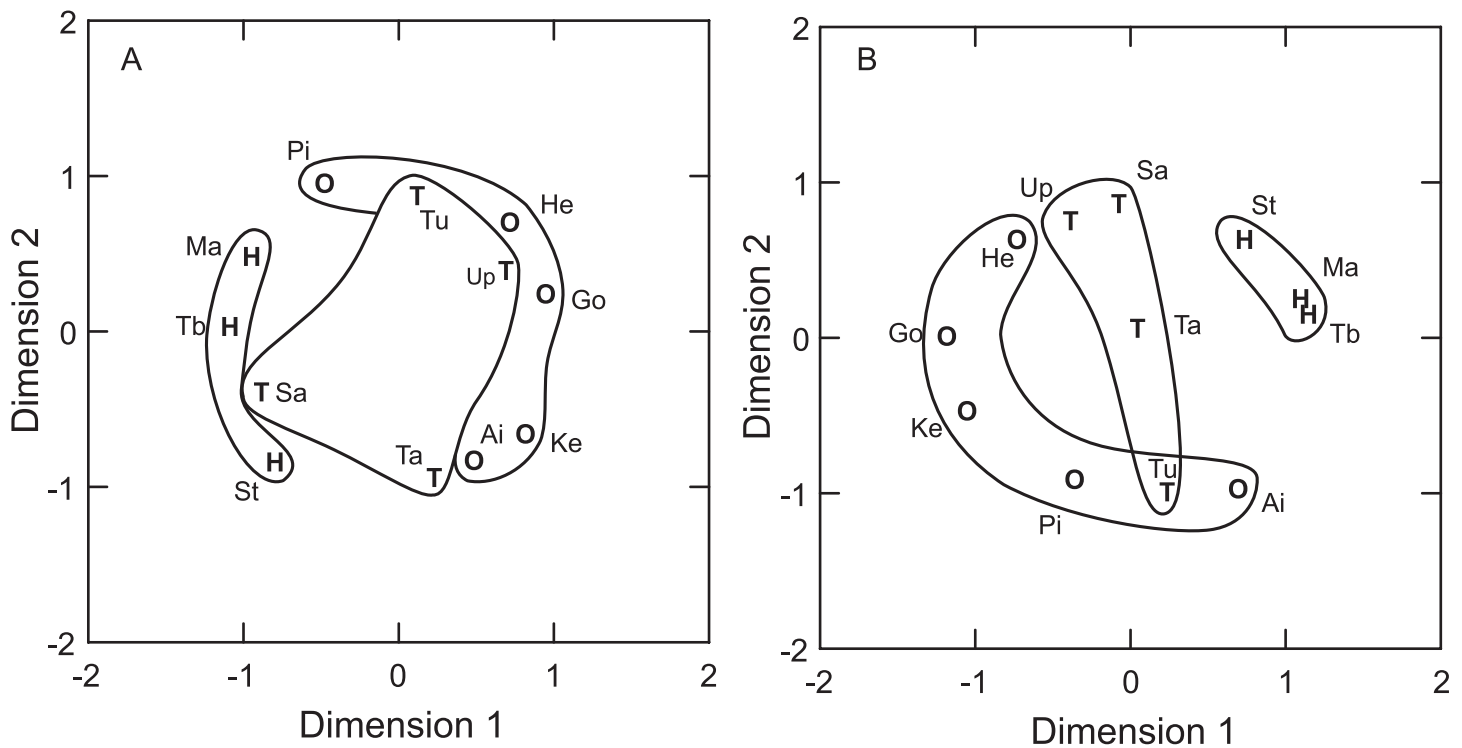 2
A
Pi
1
He
Tu
O
T
O
Ma
H
Up
T
O
Go
Tb
H
0
T
Sa
Ai
O
Ke
Ta
O
H
T
St
-1
-2
-2
-1
0
1
2
Dimension 1
Dimension 2
2
B
Sa
1
Up
T
T
St
H
He
O
Ma
H
H
Tb
Go
O
T
Ta
0
Ke
O
Tu
O
T
O
Ai
Pi
-1
-2
-2
-1
0
1
2
Dimension 1
Dimension 2